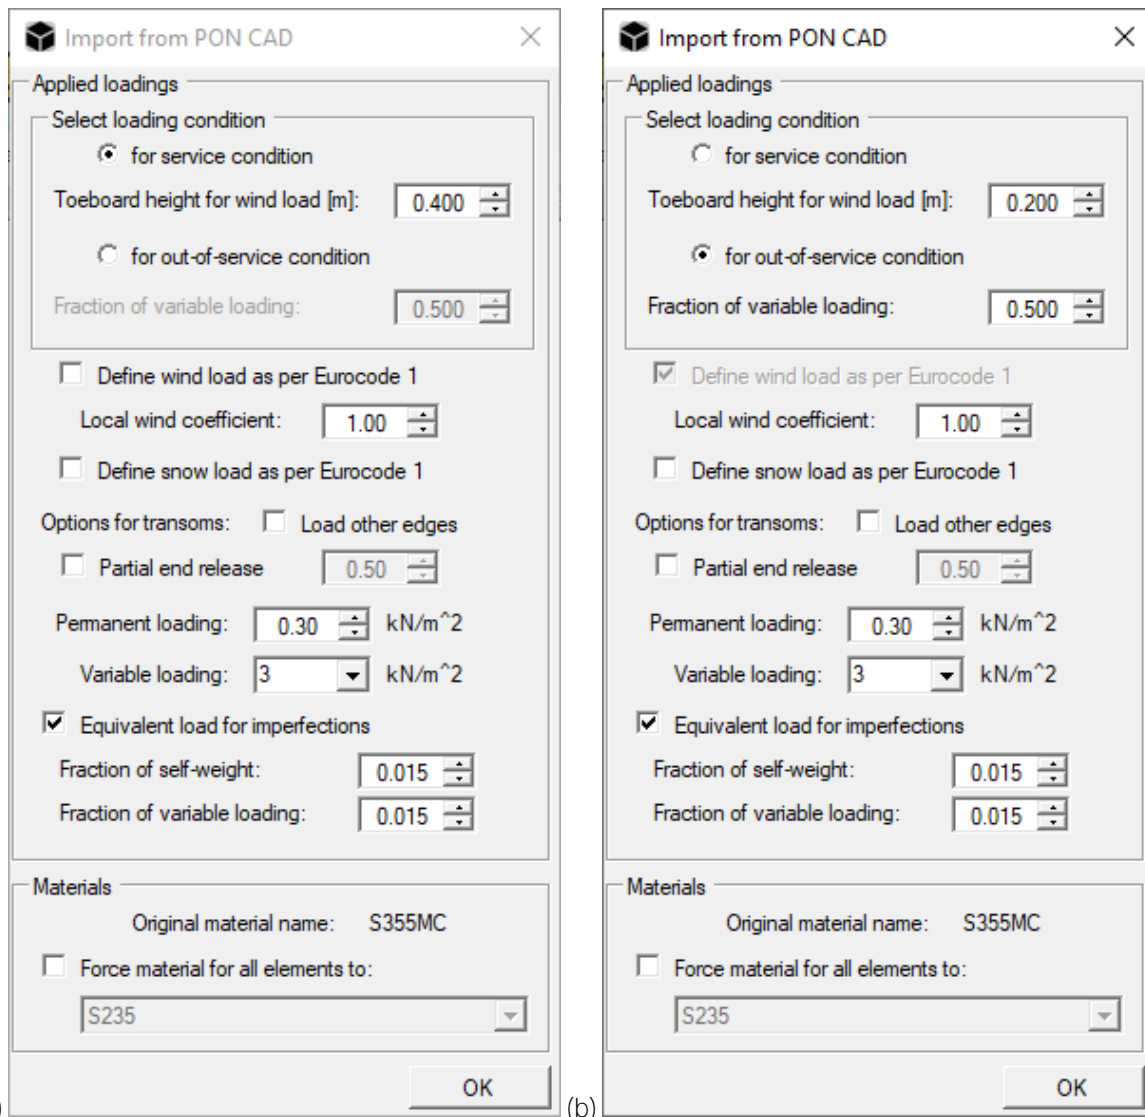 Import from PON CAD
Applied loadings
Select loading condition
for service condition
Toeboard height for wind load [m]: 0.400
for out-of-service condition
Fraction of variable loading: 0.500
Define wind load as per Eurocode 1
Local wind coefficient: 1.00
Define snow load as per Eurocode 1
Options for transoms: Load other edges
Partial end release 0.50
Permanent loading: 0.30 kN/m^2
Variable loading: 3 kN/m^2
Equivalent load for imperfections
Fraction of self-weight: 0.015
Fraction of variable loading: 0.015
Materials
Original material name: S355MC
Force material for all elements to:
S235
OK
)
(b)
Import from PON CAD
Applied loadings
Select loading condition
for service condition
Toeboard height for wind load [m]: 0.200
for out-of-service condition
Fraction of variable loading: 0.500
Define wind load as per Eurocode 1
Local wind coefficient: 1.00
Define snow load as per Eurocode 1
Options for transoms: Load other edges
Partial end release 0.50
Permanent loading: 0.30 kN/m^2
Variable loading: 3 kN/m^2
Equivalent load for imperfections
Fraction of self-weight: 0.015
Fraction of variable loading: 0.015
Materials
Original material name: S355MC
Force material for all elements to:
S235
OK